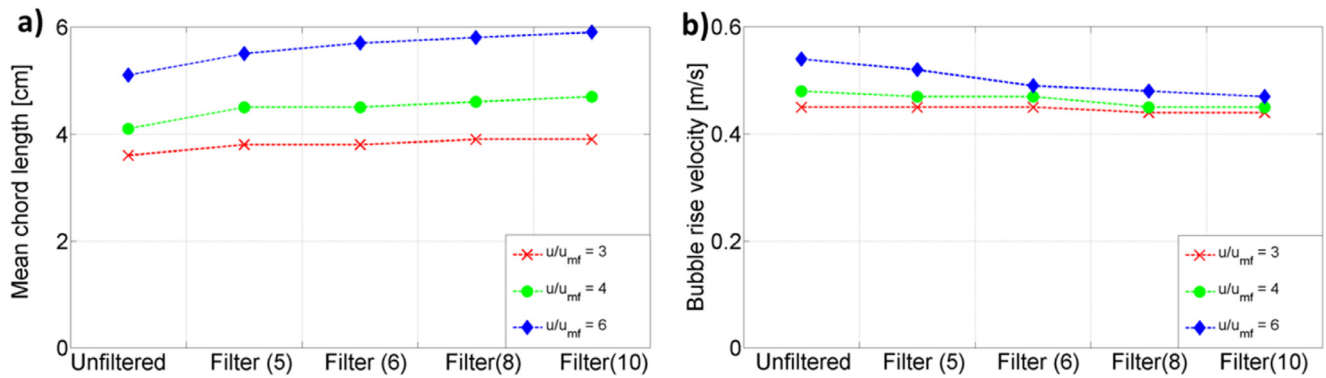 a)
Mean chord length [cm]
6
4
2
0
u/umf = 3
u/umf = 4
u/umf = 6
Unfiltered Filter (5) Filter (6) Filter(8) Filter(10)
b)
Bubble rise velocity [m/s]
0.6
0.4
0.2
0
u/umf = 3
u/umf = 4
u/umf = 6
Unfiltered Filter (5) Filter (6) Filter(8) Filter(10)